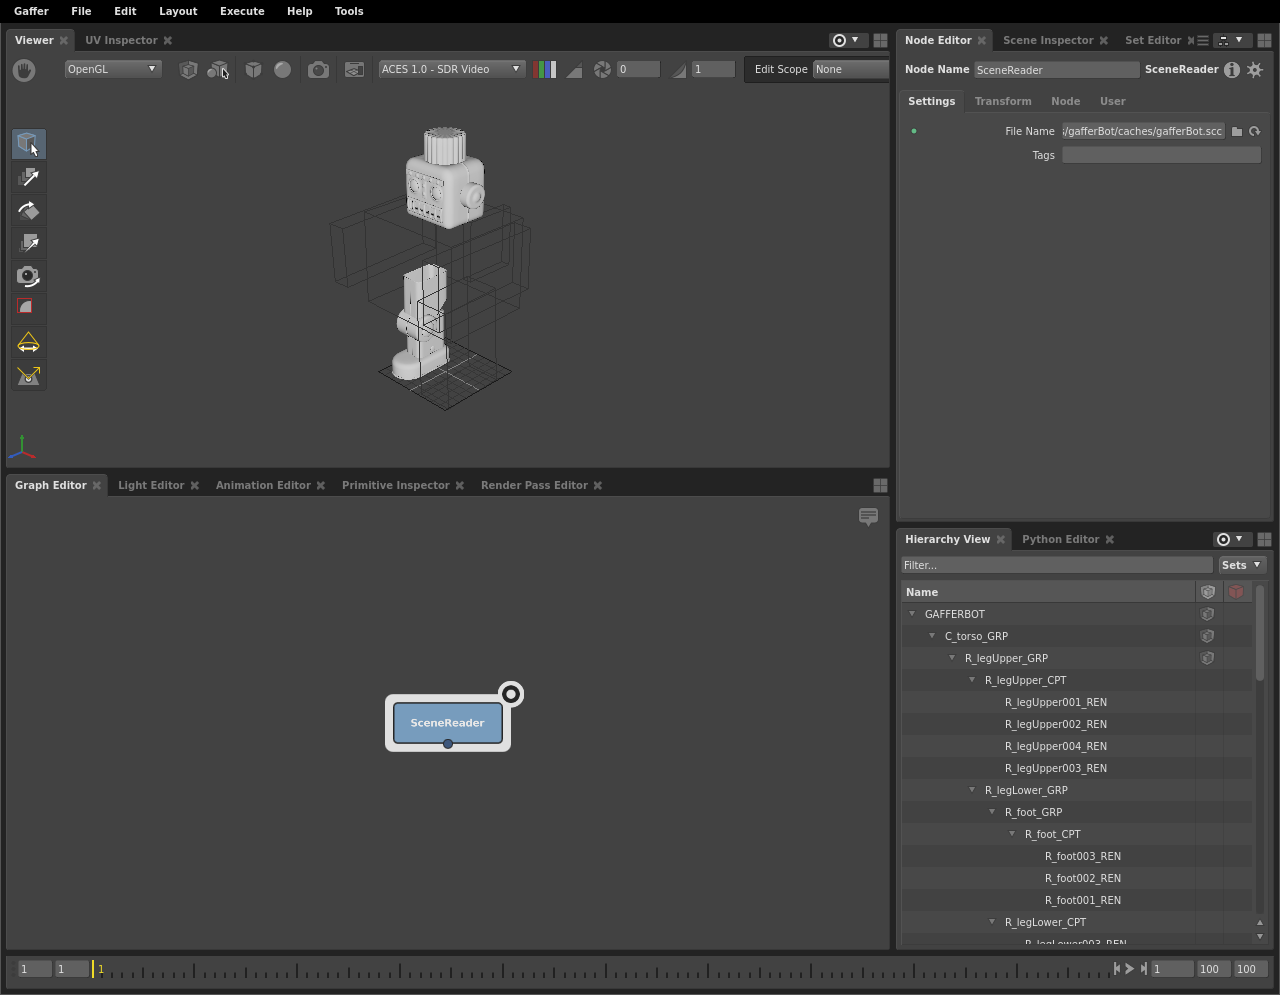 Gaffer File Edit Layout Execute Help Tools
Viewer UV Inspector
OpenGL ACES 1.0 - SDR Video 0 1 Edit Scope None
Node Editor Scene Inspector Set Editor
Node Name SceneReader SceneReader
Settings Transform Node User
File Name ;/gafferBot/caches/gafferBot.scc
Tags
Graph Editor Light Editor Animation Editor Primitive Inspector Render Pass Editor
SceneReader
Hierarchy View Python Editor
Filter... Sets
Name
GAFFERBOT
C_torso_GRP
R_legUpper_GRP
R_legUpper_CPT
R_legUpper001_REN
R_legUpper002_REN
R_legUpper004_REN
R_legUpper003_REN
R_legLower_GRP
R_foot_GRP
R_foot_CPT
R_foot003_REN
R_foot002_REN
R_foot001_REN
R_legLower_CPT
R_legLower003_REN
1 1 1 1 100 100